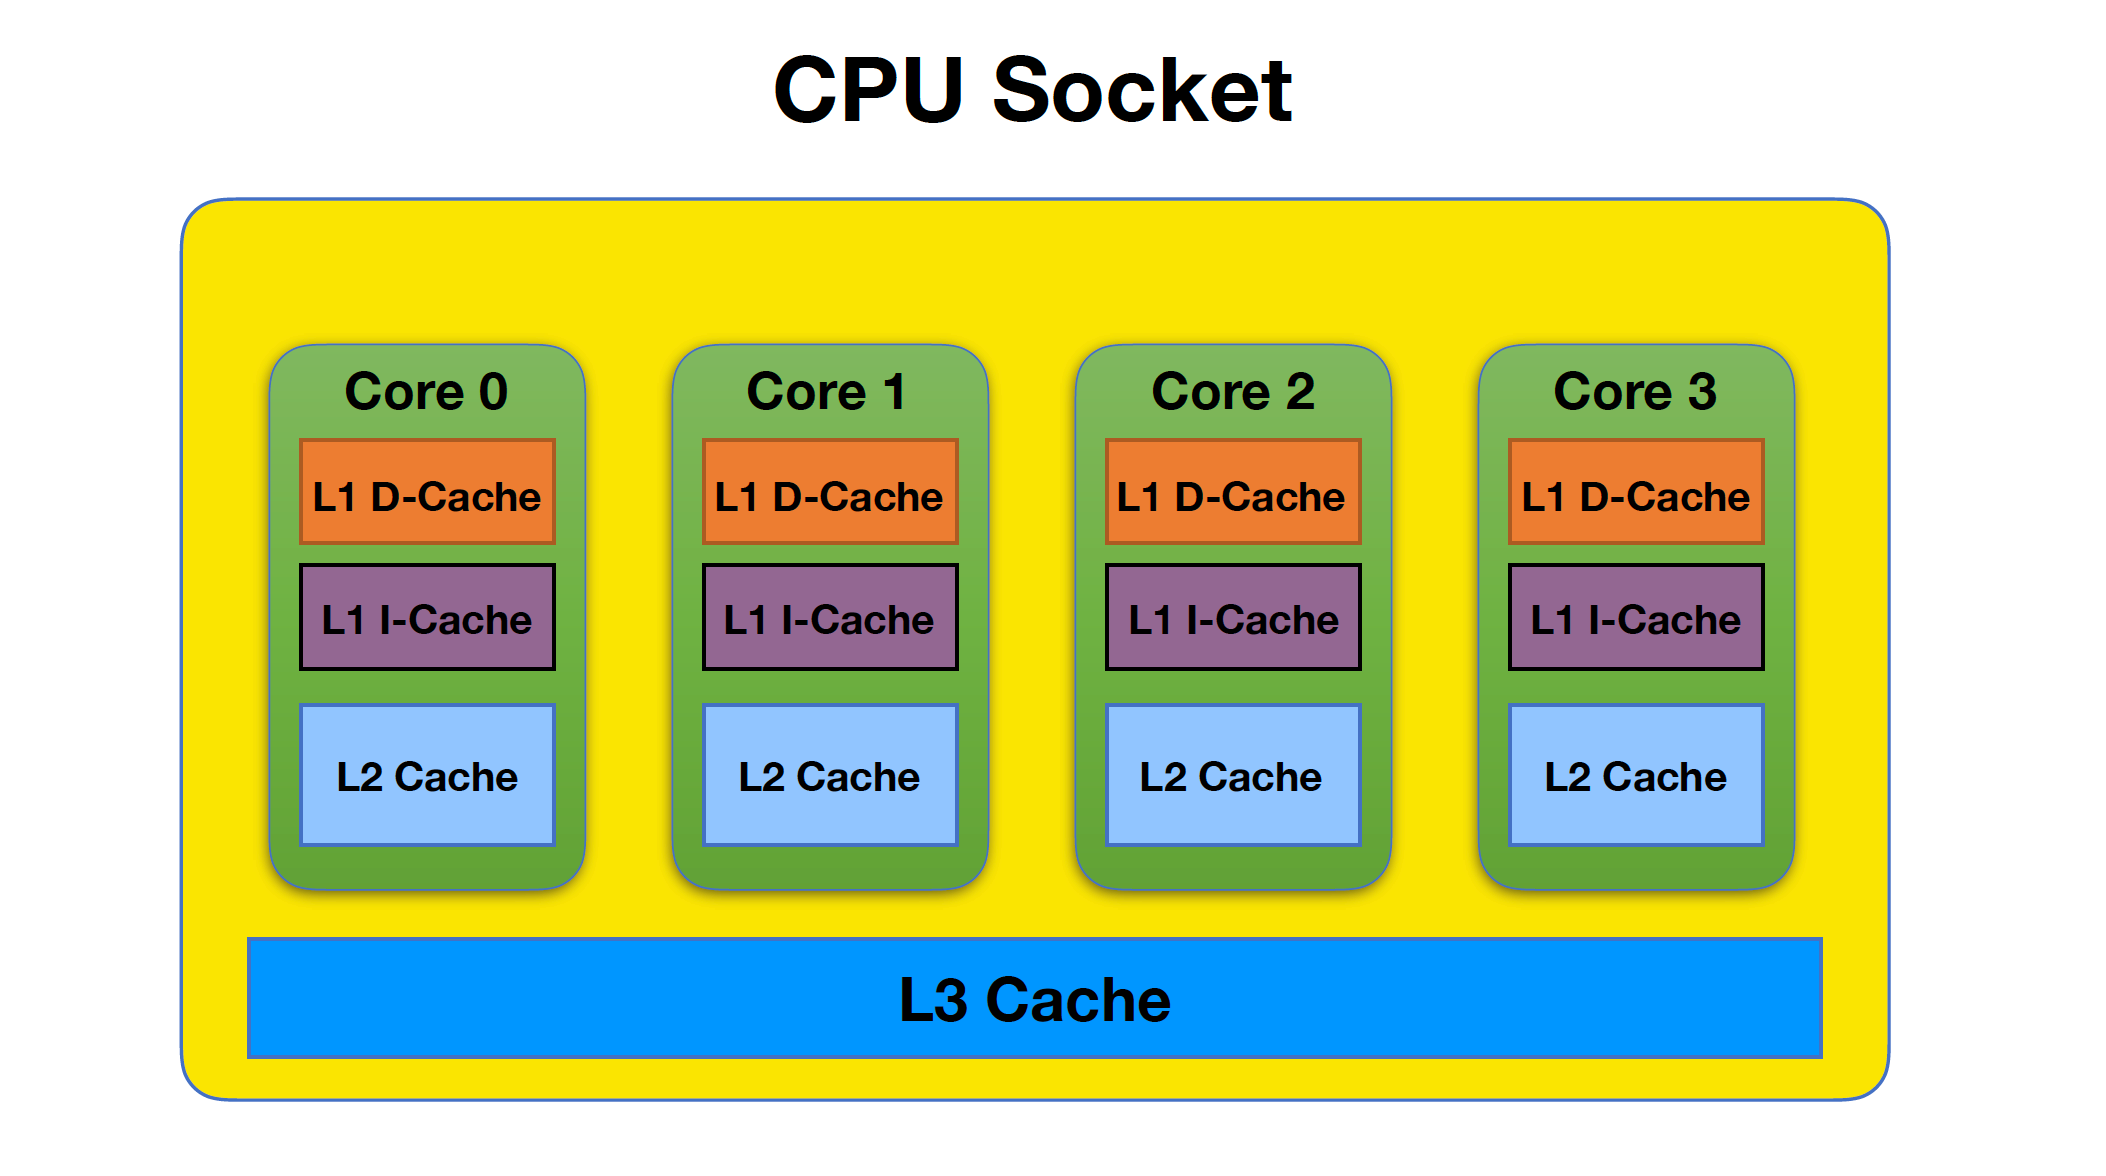 CPU Socket
Core 0
L1 D-Cache
L1 I-Cache
L2 Cache
Core 1
L1 D-Cache
L1 I-Cache
L2 Cache
Core 2
L1 D-Cache
L1 I-Cache
L2 Cache
Core 3
L1 D-Cache
L1 I-Cache
L2 Cache
L3 Cache